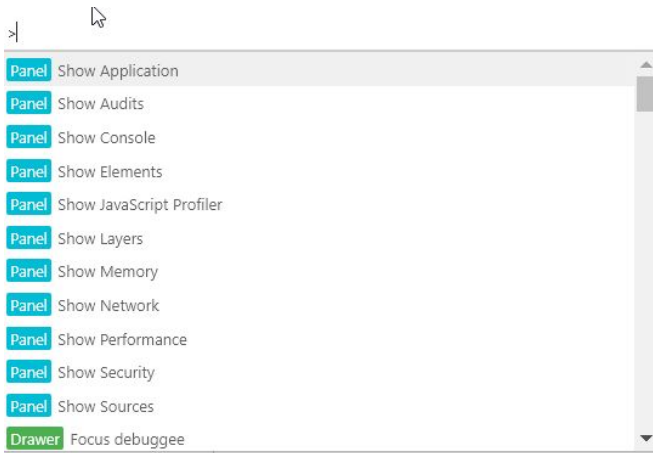 >
Panel Show Application
Panel Show Audits
Panel Show Console
Panel Show Elements
Panel Show JavaScript Profiler
Panel Show Layers
Panel Show Memory
Panel Show Network
Panel Show Performance
Panel Show Security
Panel Show Sources
Drawer Focus debuggee